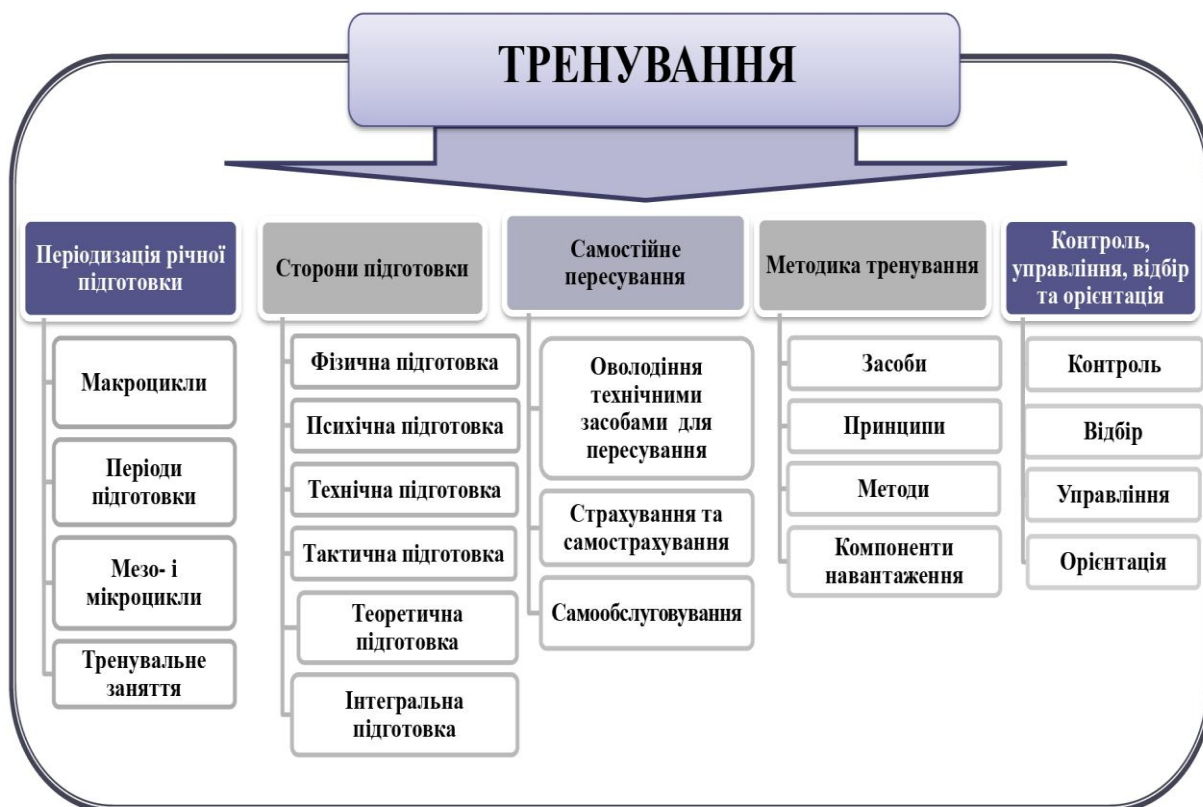 ТРЕНУВАННЯ
Періодизація річної
підготовки
Макроцикли
Періоди
підготовки
Мезо- і
мікроцикли
Тренувальне
заняття
Сторони підготовки
Фізична підготовка
Психічна підготовка
Технічна підготовка
Тактична підготовка
Теоретична
підготовка
Інтегральна
підготовка
Самостійне
пересування
Оволодіння
технічними
засобами для
пересування
Страхування та
самострахування
Самообслуговування
Методика тренування
Засоби
Принципи
Методи
Компоненти
навантаження
Контроль,
управління, відбір
та орієнтація
Контроль
Відбір
Управління
Орієнтація